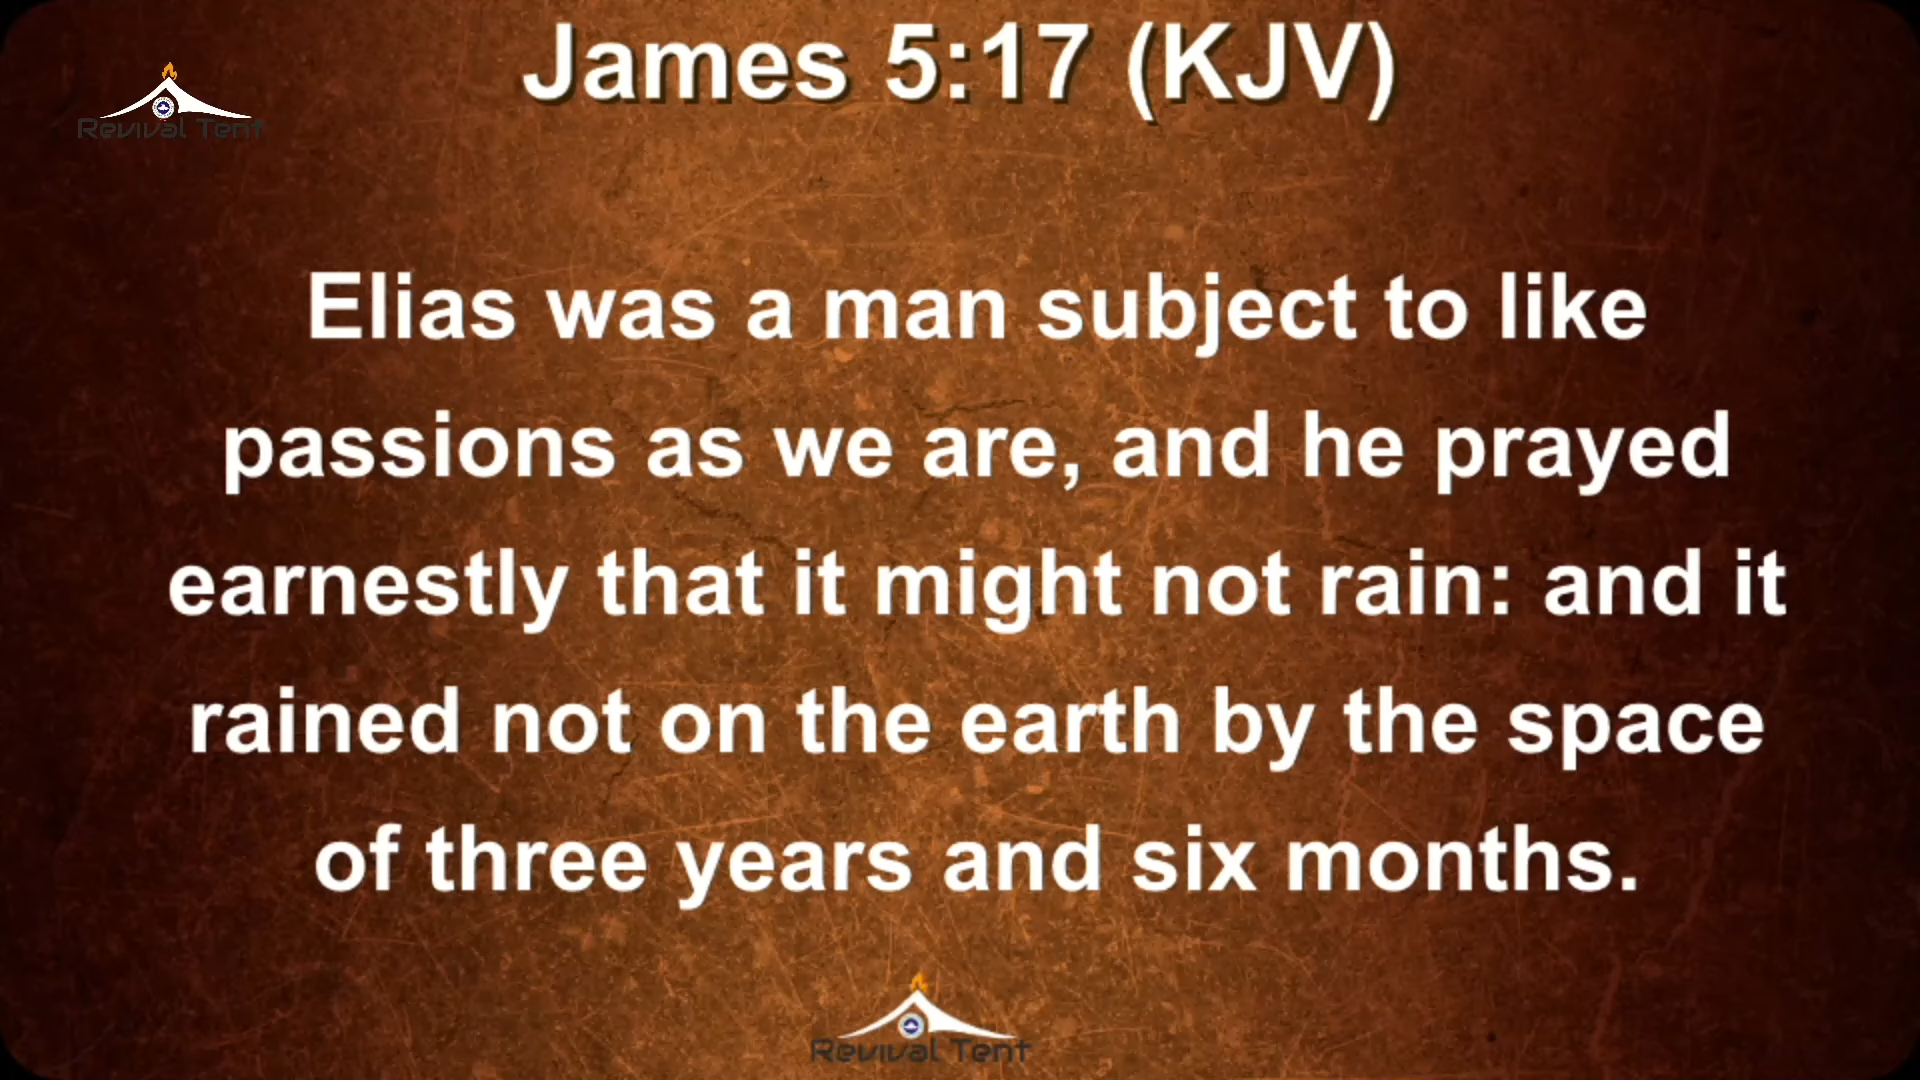 James 5:17 (KJV)
Revival Tent
Elias was a man subject to like
passions as we are, and he prayed
earnestly that it might not rain: and it
rained not on the earth by the space
of three years and six months.
Revival Tent